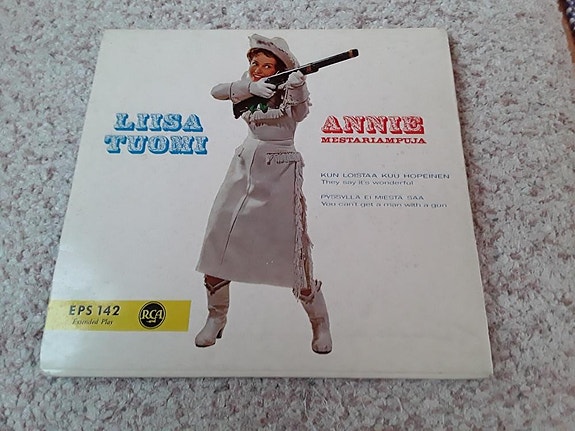 LIISA
TUOMI
ANNIE
MESTARIAMPUJA
KUN LOISTAA KUU HOPEINEN
They say it's wonderful
PYSSYLLÄ EI MIESTÄ SAA
You can't get a man with a gun
EPS 142
Extended Play
RCA